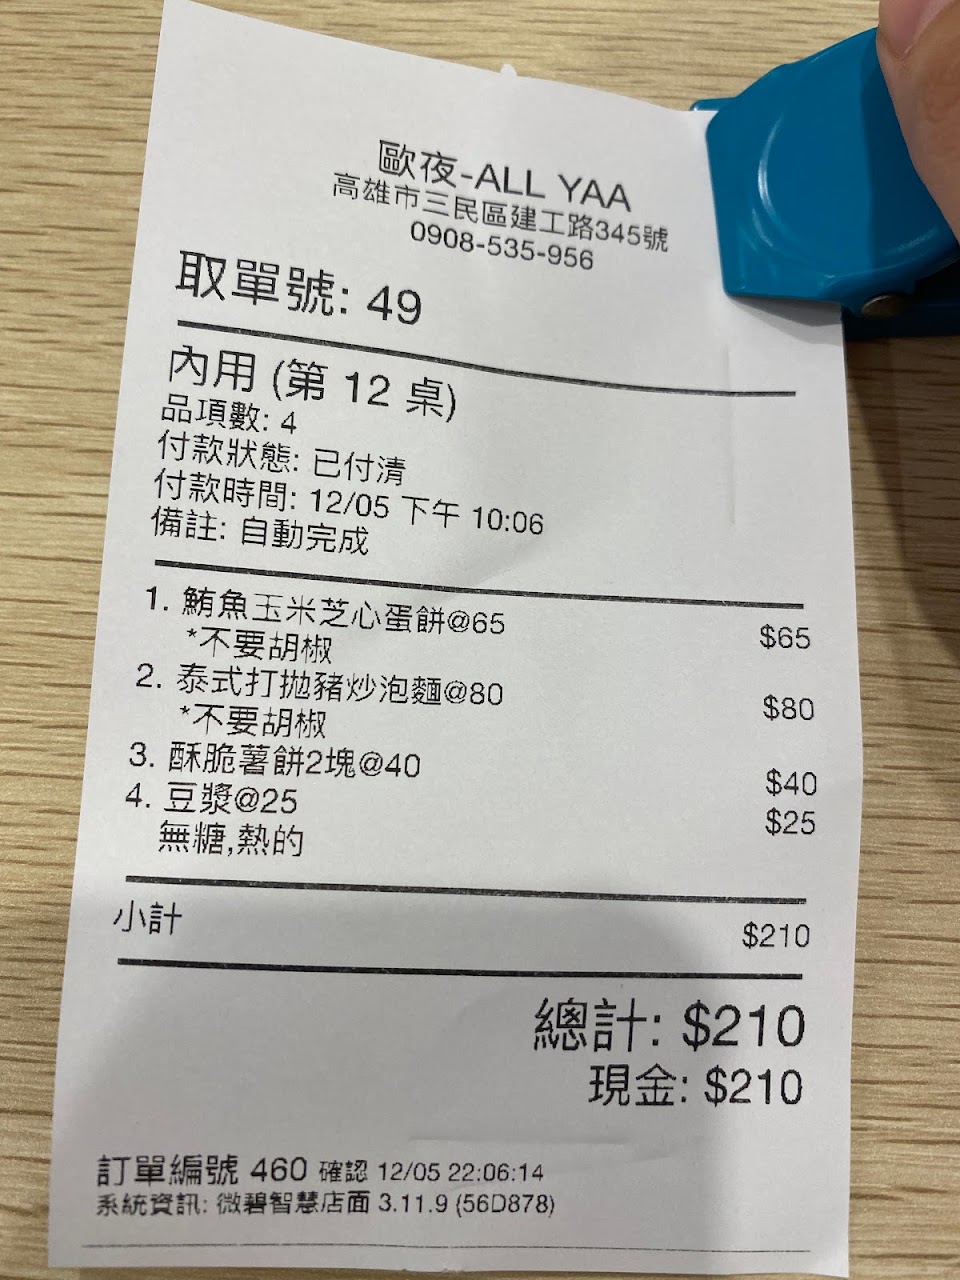 歐夜-ALL YAA
高雄市三民區建工路345號
0908-535-956
取單號: 49
內用 (第 12 桌)
品項數: 4
付款狀態: 已付清
付款時間: 12/05 下午 10:06
備註: 自動完成
1. 鮪魚玉米芝心蛋餅@65 $65
*不要胡椒
2. 泰式打拋豬炒泡麵@80 $80
*不要胡椒
3. 酥脆薯餅2塊@40 $40
4. 豆漿@25 $25
無糖,熱的
小計 $210
總計: $210
現金: $210
訂單編號 460 確認 12/05 22:06:14
系統資訊: 微碧智慧店面 3.11.9 (56D878)